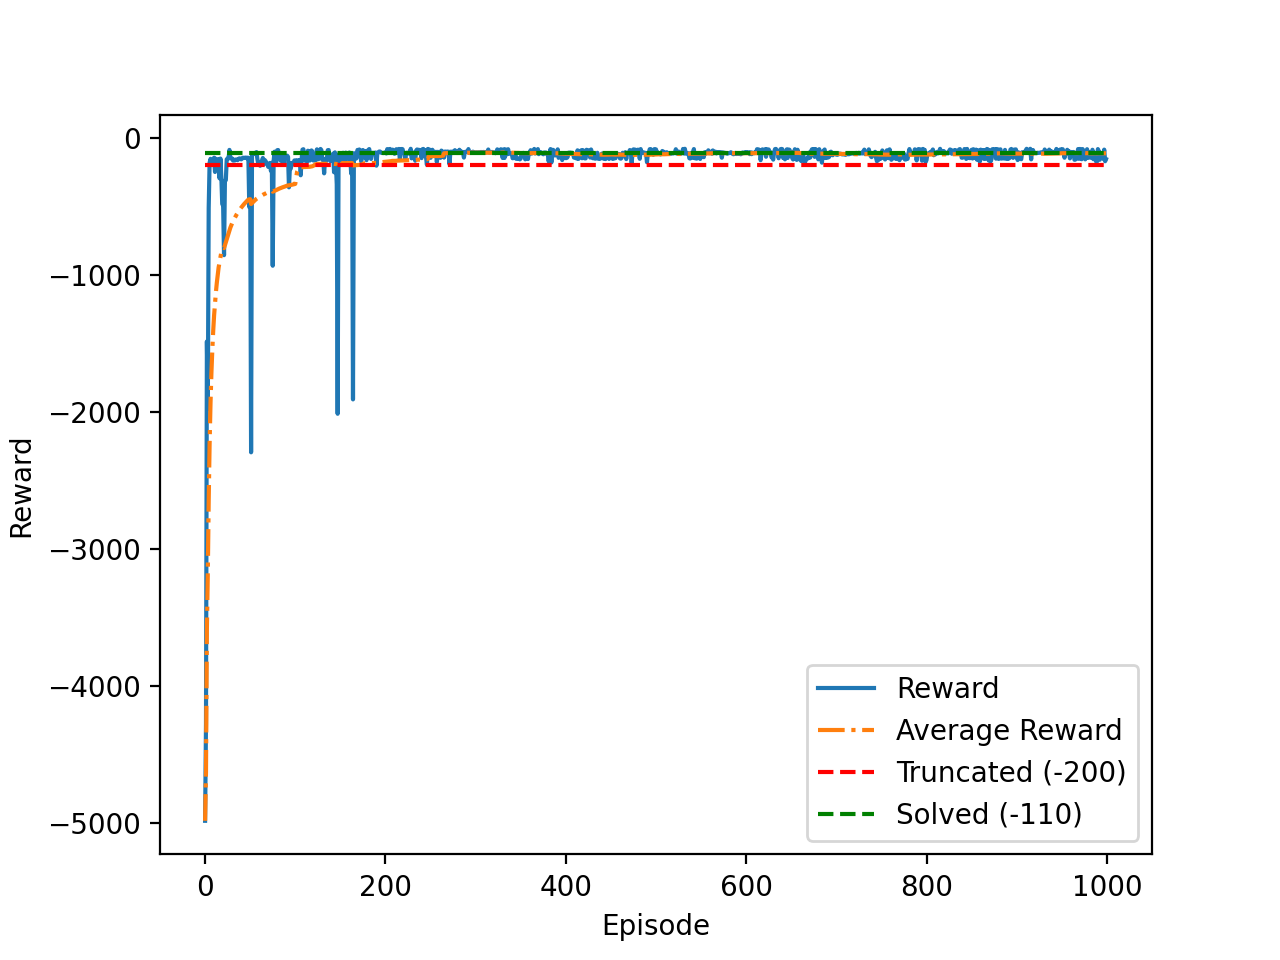 0
−1000
−2000
−3000
−4000
−5000
Reward
Reward
Average Reward
Truncated (-200)
Solved (-110)
0 200 400 600 800 1000
Episode